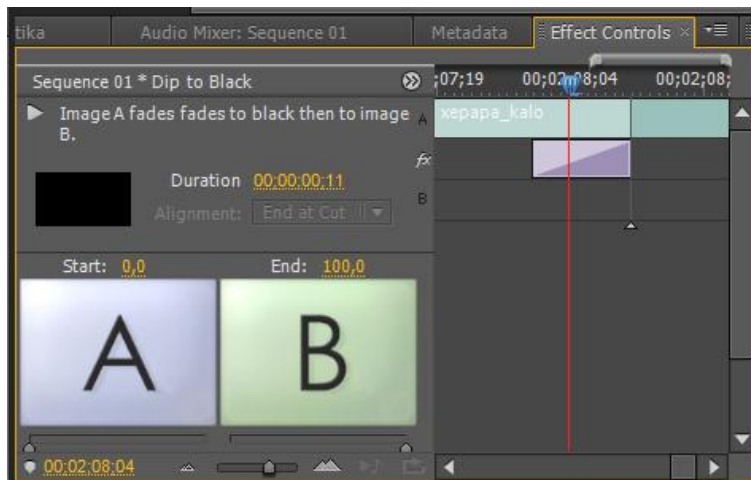 tika Audio Mixer: Sequence 01 Metadata Effect Controls
Sequence 01 * Dip to Black ;07;19 00;02;08;04 00;02;08;
Image A fades fades to black then to image B. A xepapa_kalo
fx
Duration 00;00;00;11
Alignment: End at Cut B
Start: 0,0 End: 100,0
A B
00;02;08;04